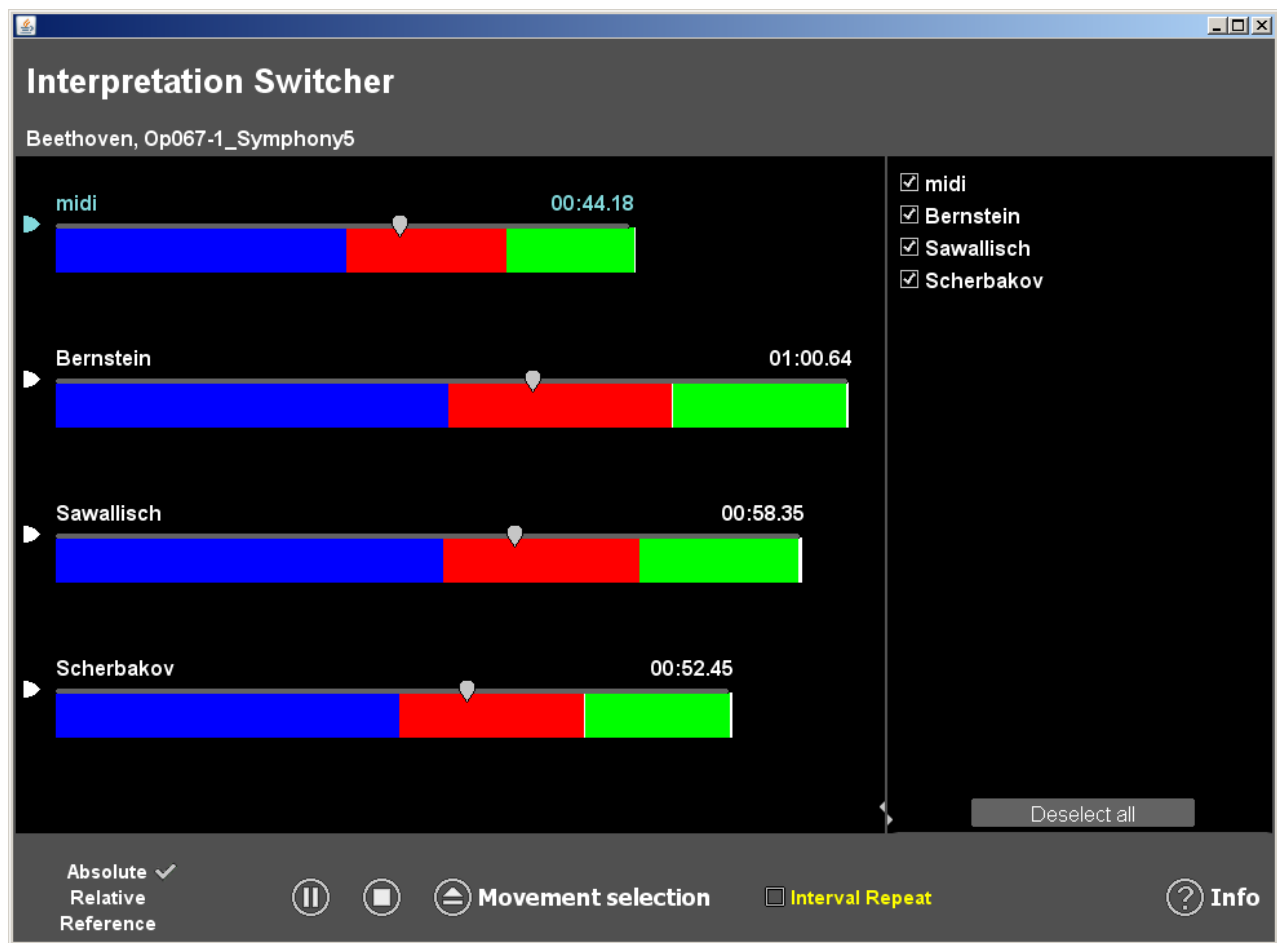 Interpretation Switcher
Beethoven, Op067-1_Symphony5
midi 00:44.18
Bernstein 01:00.64
Sawallisch 00:58.35
Scherbakov 00:52.45
midi
Bernstein
Sawallisch
Scherbakov
Deselect all
Absolute
Relative
Reference
Movement selection
Interval Repeat
? Info